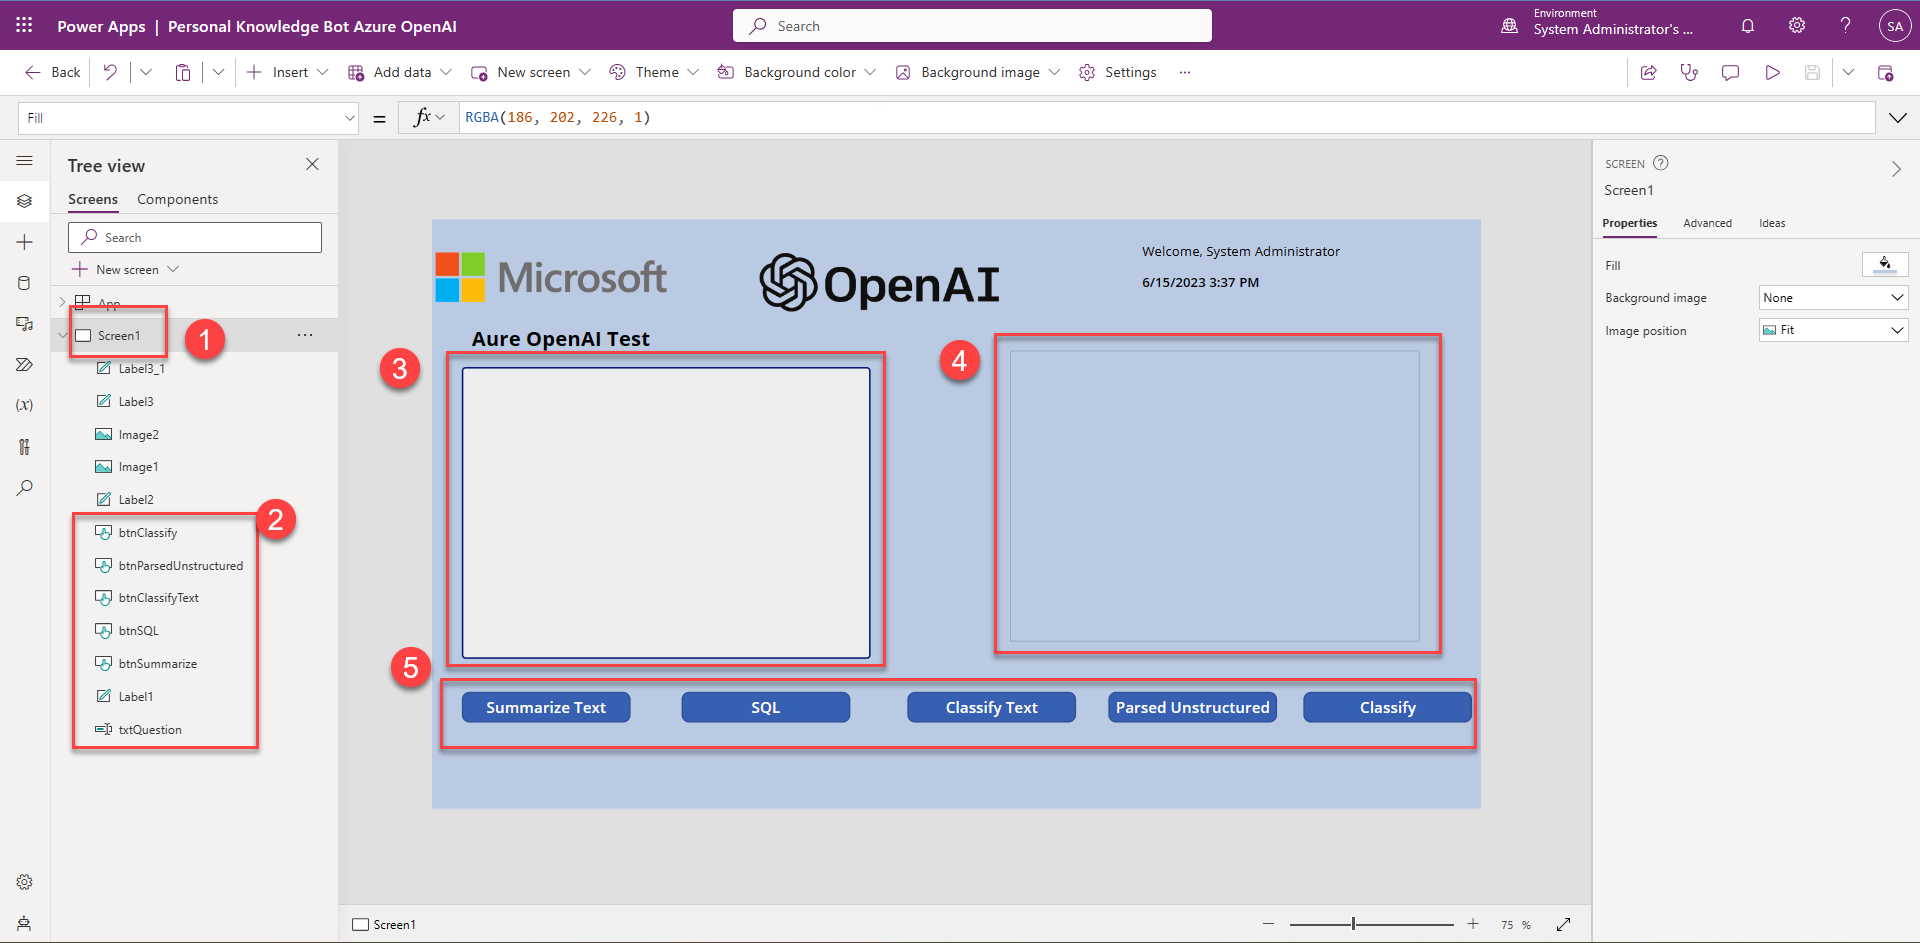 Power Apps | Personal Knowledge Bot Azure OpenAI
Search
Environment
System Administrator's ...
SA
Back
Insert
Add data
New screen
Theme
Background color
Background image
Settings
Fill
=
fx
RGBA(186, 202, 226, 1)
Tree view
Screens
Components
Search
New screen
App
Screen1
Label3_1
Label3
Image2
Image1
Label2
btnClassify
btnParsedUnstructured
btnClassifyText
btnSQL
btnSummarize
Label1
txtQuestion
1
2
Microsoft
OpenAI
Welcome, System Administrator
6/15/2023 3:37 PM
Aure OpenAI Test
3
4
5
Summarize Text
SQL
Classify Text
Parsed Unstructured
Classify
SCREEN
Screen1
Properties
Advanced
Ideas
Fill
Background image
None
Image position
Fit
Screen1
75 %